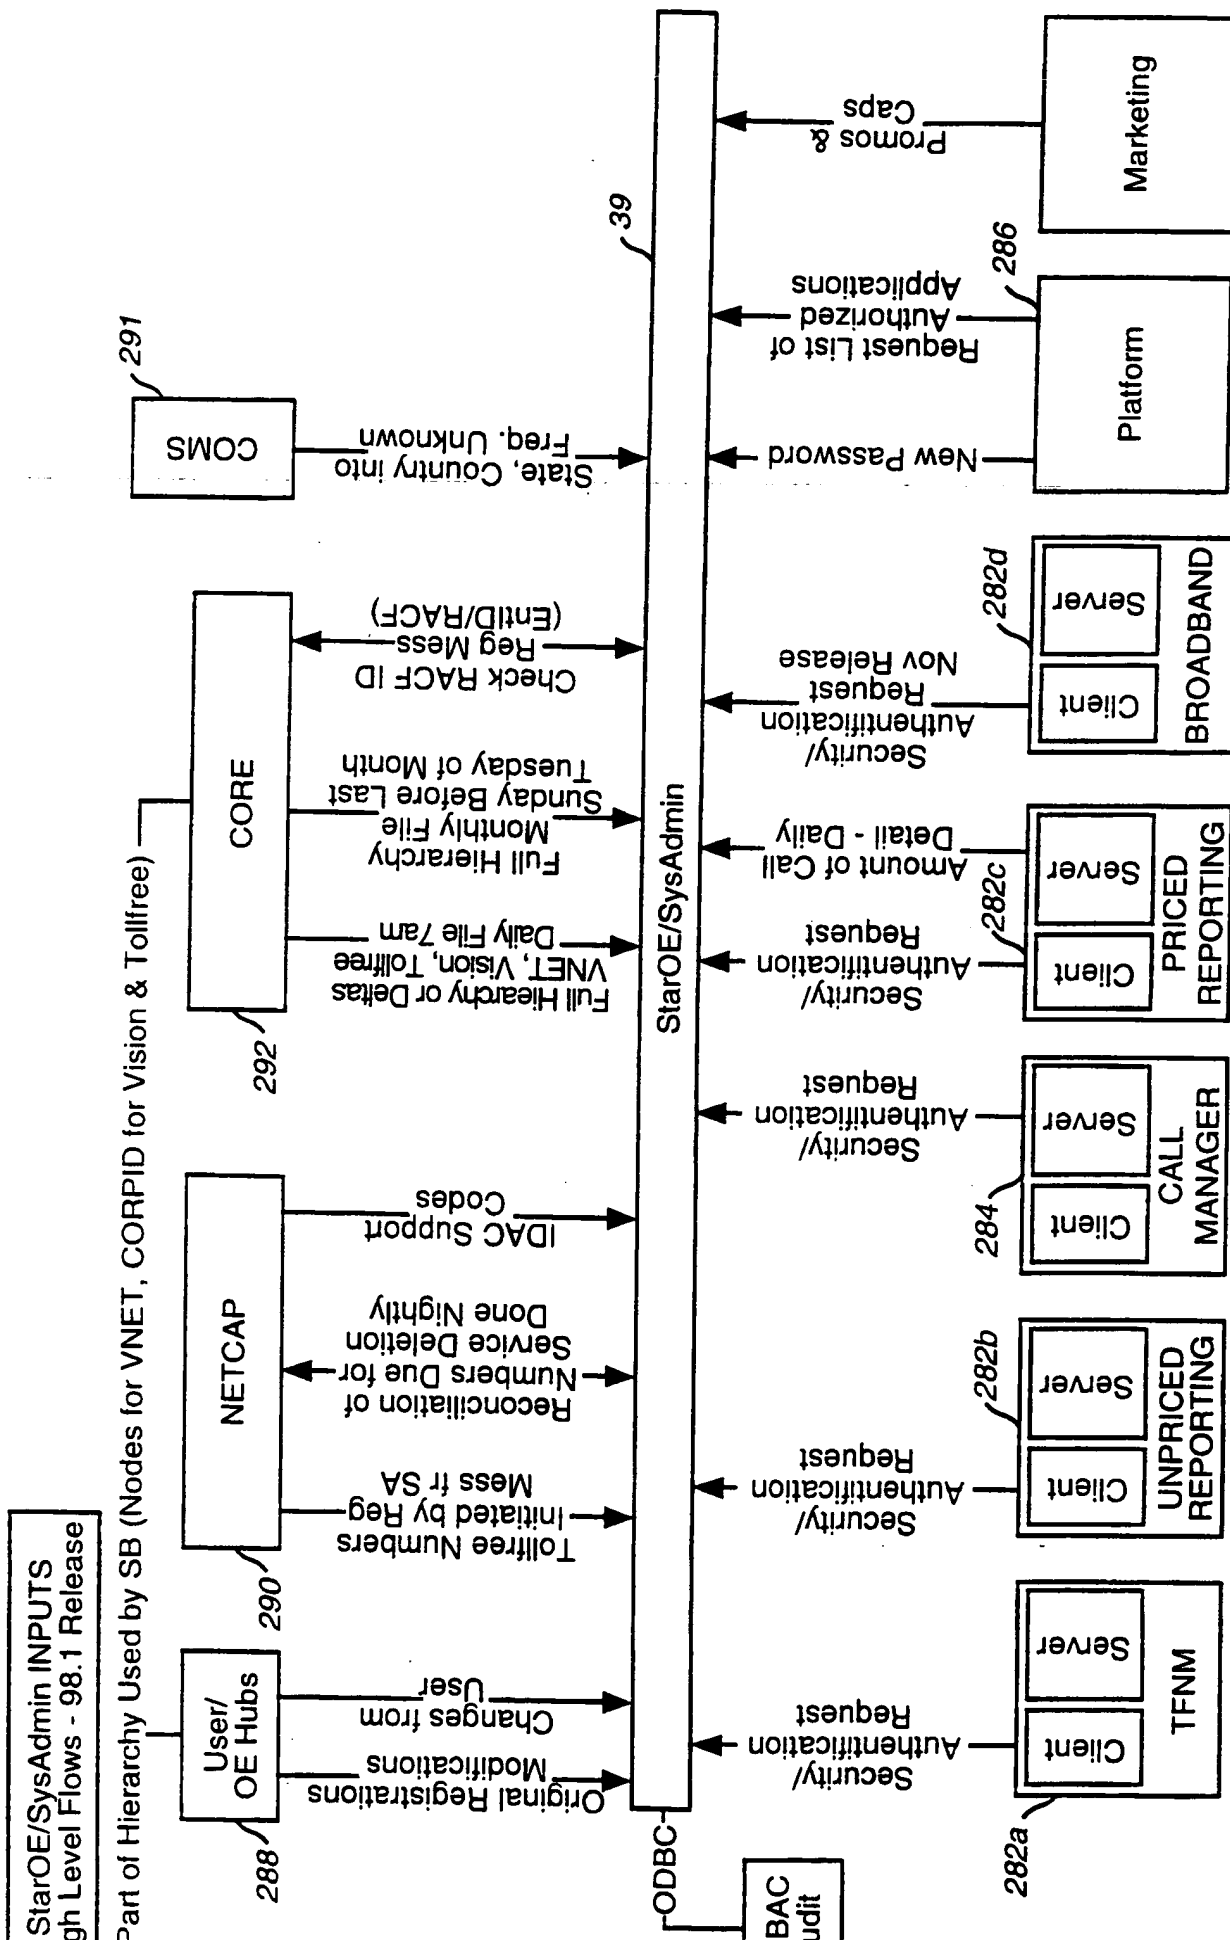 StarOE/SysAdmin INPUTS
gh Level Flows - 98.1 Release
Part of Hierarchy Used by SB (Nodes for VNET, CORPID for Vision & Tollfree)
User/
OE Hubs
288
NETCAP
290
CORE
292
COMS
291
Original Registrations
Modifications
Changes from
User
Tollfree Numbers
Initiated by Reg
Mess fr SA
Reconciliation of
Numbers Due for
Service Deletion
Done Nightly
IDAC Support
Codes
Full Hiearchy or Deltas
VNET, Vision, Tollfree
Daily File 7am
Full Hierarchy
Monthly File
Sunday Before Last
Tuesday of Month
Check RACF ID
Reg Mess
(EntID/RACF)
State, Country into
Freq. Unknown
ODBC
StarOE/SysAdmin
39
BAC
udit
Security/
Authentification
Request
Security/
Authentification
Request
Security/
Authentification
Request
Security/
Authentification
Request
Amount of Call
Detail - Daily
Security/
Authentification
Request
Nov Release
New Password
Request List of
Authorized
Applications
Promos &
Caps
282a
Client
Server
TFNM
282b
Client
Server
UNPRICED
REPORTING
284
Client
Server
CALL
MANAGER
282c
Client
Server
PRICED
REPORTING
282d
Client
Server
BROADBAND
286
Platform
Marketing